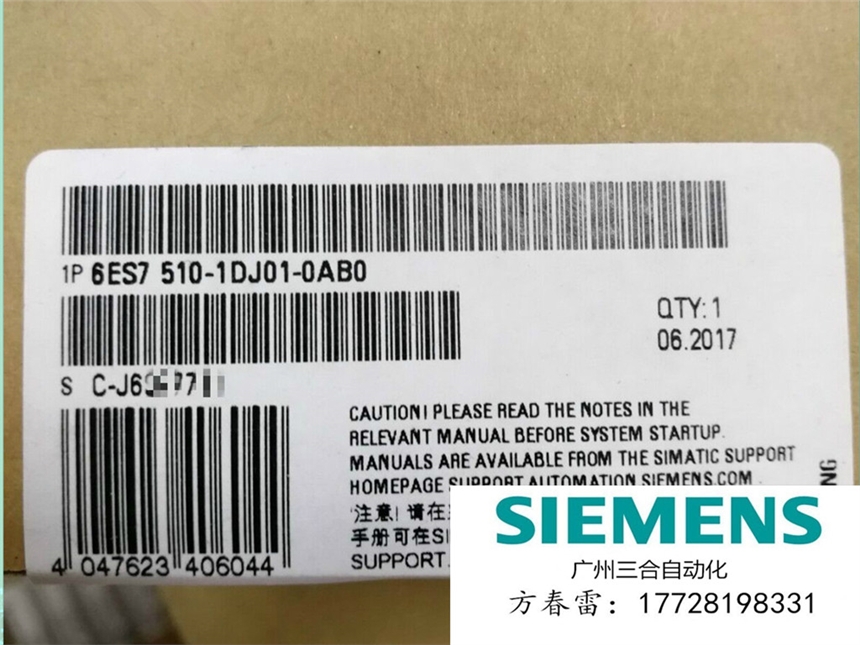 1P 6ES7 510-1DJ01-0AB0
QTY: 1
06.2017
S C-J6
CAUTION! PLEASE READ THE NOTES IN THE
RELEVANT MANUAL BEFORE SYSTEM STARTUP.
MANUALS ARE AVAILABLE FROM THE SIMATIC SUPPORT
HOMEPAGE SUPPORT.AUTOMATION.SIEMENS.COM.
注意! 请在
手册可在SI
SUPPORT.
4 047623 406044
NG
SIEMENS
广州三合自动化
方春雷: 17728198331